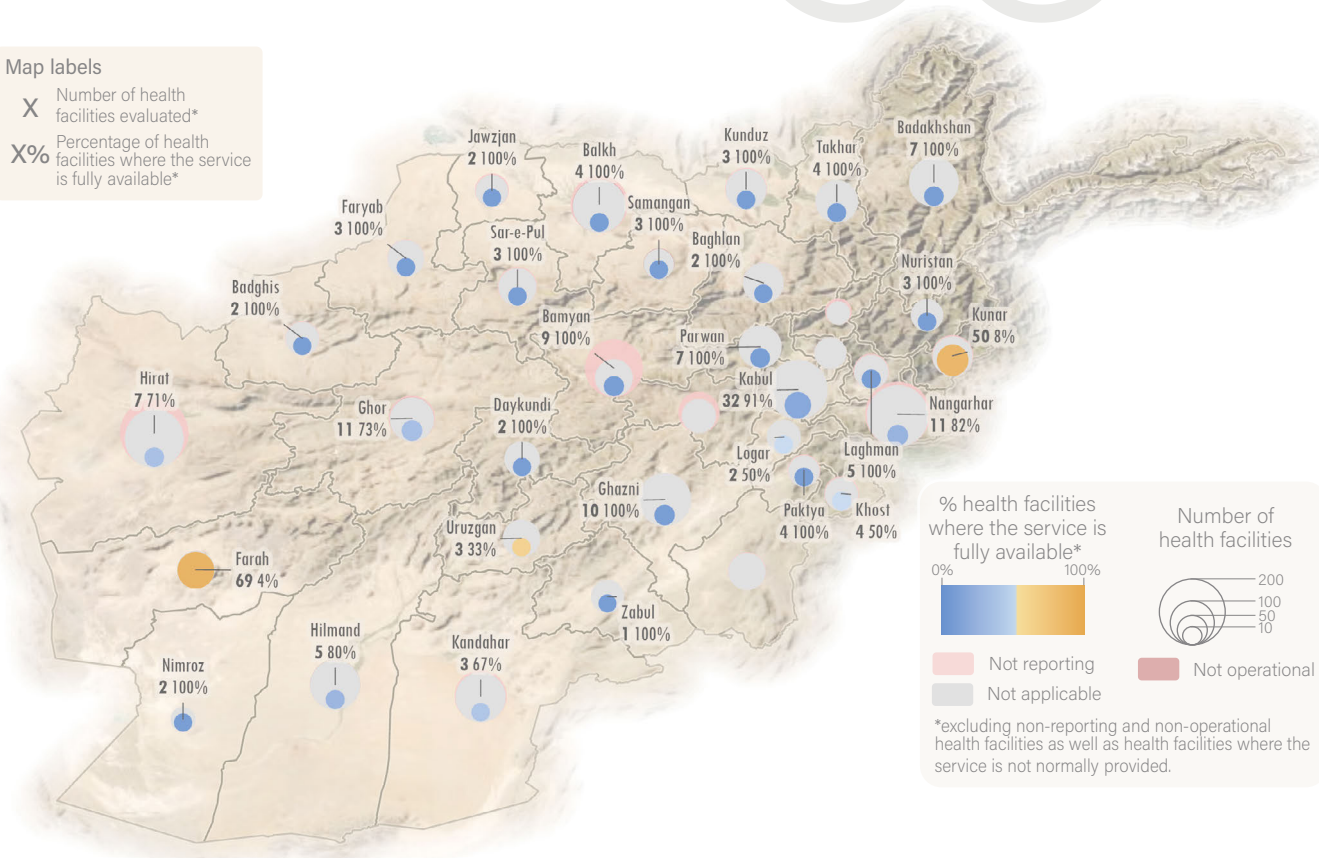 Map labels
X Number of health
facilities evaluated*
X% Percentage of health
facilities where the service
is fully available*
Jawzjan
2 100%
Balkh
4 100%
Kunduz
3 100%
Takhar
4 100%
Badakhshan
7 100%
Faryab
3 100%
Sar-e-Pul
3 100%
Samangan
3 100%
Baghlan
2 100%
Nuristan
3 100%
Badghis
2 100%
Bamyan
9 100%
Parwan
7 100%
Kunar
50 8%
Hirat
7 71%
Ghor
11 73%
Daykundi
2 100%
Kabul
32 91%
Nangarhar
11 82%
Logar
2 50%
Laghman
5 100%
Ghazni
10 100%
Paktya
4 100%
Khost
4 50%
Uruzgan
3 33%
Farah
69 4%
Zabul
1 100%
Hilmand
5 80%
Kandahar
3 67%
Nimroz
2 100%
% health facilities
where the service is
fully available*
0% 100%
Number of
health facilities
200
100
50
10
Not reporting
Not operational
Not applicable
*excluding non-reporting and non-operational
health facilities as well as health facilities where the
service is not normally provided.